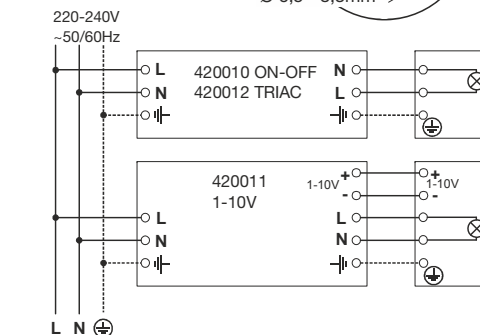 220-240V
~50/60Hz
L 420010 ON-OFF N
N 420012 TRIAC L
420011
1-10V
1-10V + + 1-10V
- -
L L
N N
L N